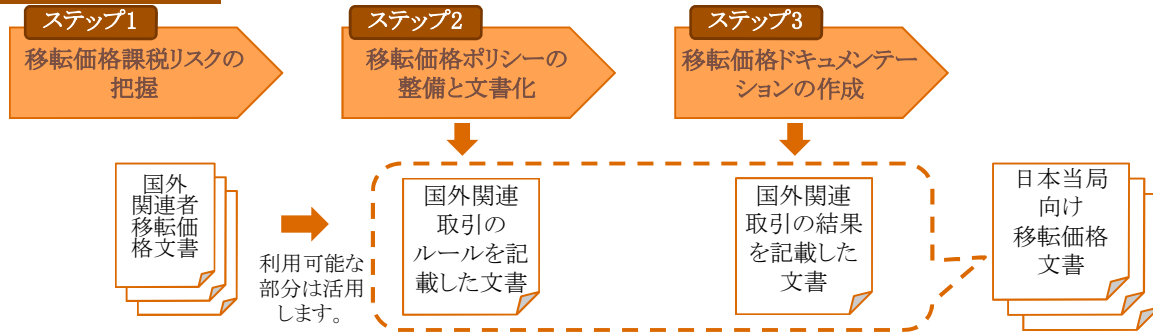 ステップ1
移転価格課税リスクの
把握
ステップ2
移転価格ポリシーの
整備と文書化
ステップ3
移転価格ドキュメンテー
ションの作成
国外
関連者
移転価
格文書
利用可能な
部分は活用
します。
国外関連
取引の
ルールを記
載した文書
国外関連
取引の結果
を記載した
文書
日本当局
向け
移転価格
文書